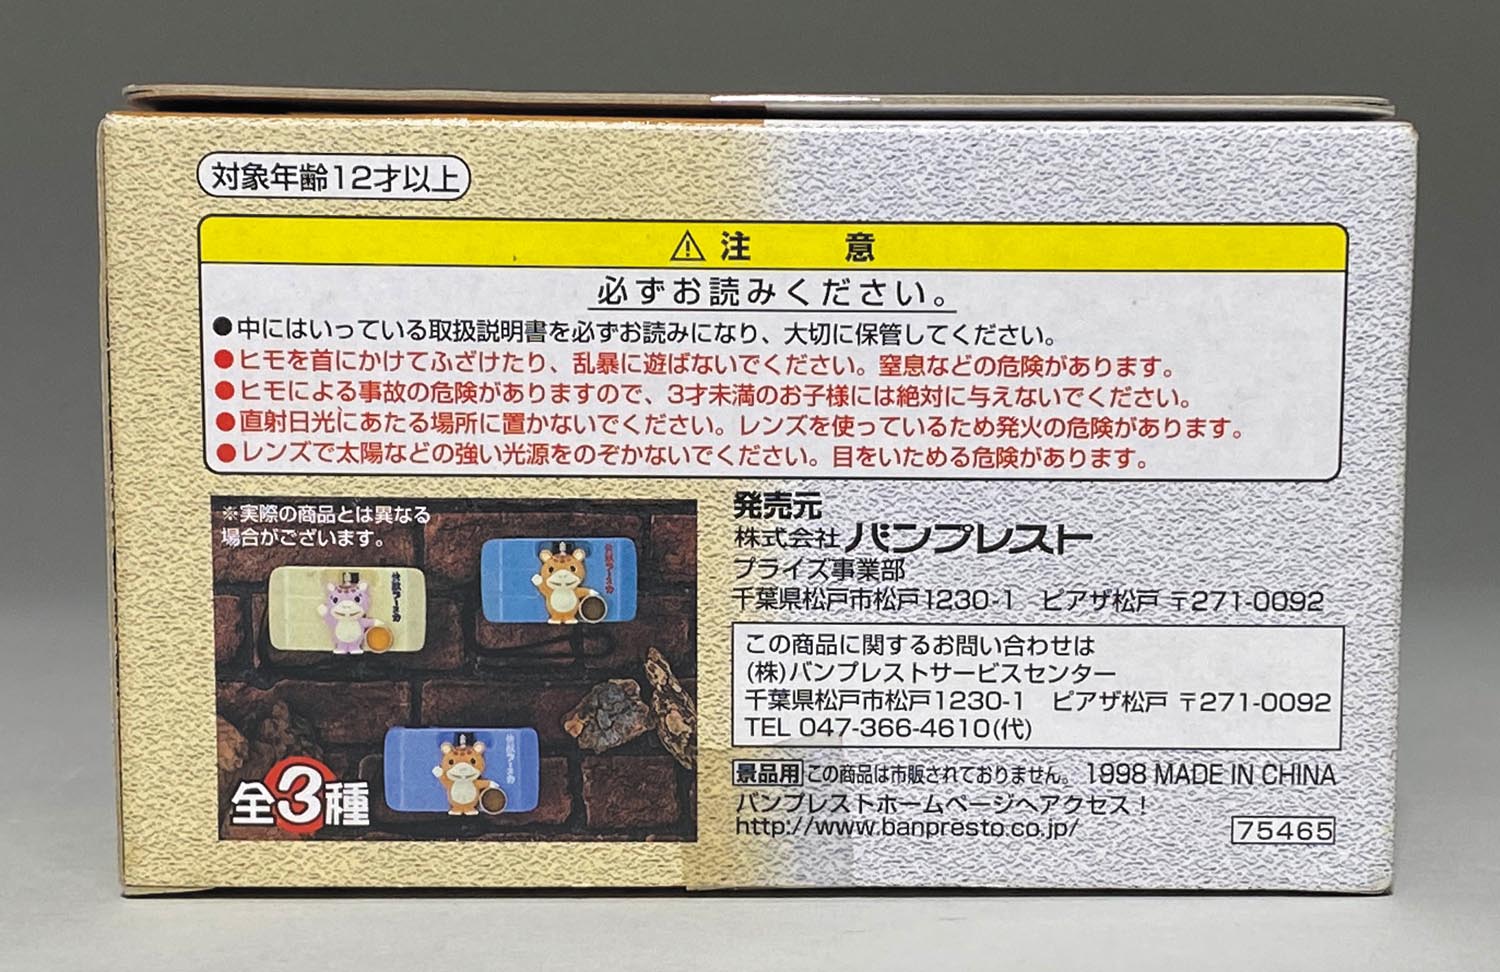 対象年齢12才以上
⚠注意
必ずお読みください。
●中にはいっている取扱説明書を必ずお読みになり、大切に保管してください。
●ヒモを首にかけてふざけたり、乱暴に遊ばないでください。窒息などの危険があります。
●ヒモによる事故の危険がありますので、3才未満のお子様には絶対に与えないでください。
●直射日光にあたる場所に置かないでください。レンズを使っているため発火の危険があります。
●レンズで太陽などの強い光源をのぞかないでください。目をいためる危険があります。
※実際の商品とは異なる
場合がございます。
全3種
発売元
株式会社バンプレスト
プライズ事業部
千葉県松戸市松戸1230-1 ピアザ松戸 〒271-0092
この商品に関するお問い合わせは
(株)バンプレストサービスセンター
千葉県松戸市松戸1230-1 ピアザ松戸 〒271-0092
TEL 047-366-4610(代)
景品用 この商品は市販されておりません。 1998 MADE IN CHINA
バンプレストホームページへアクセス!
http://www.banpresto.co.jp/
75465